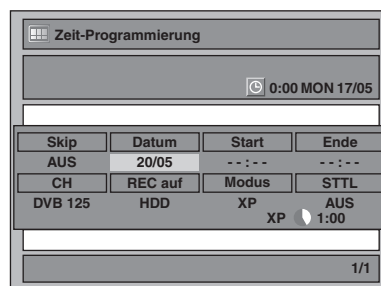 Zeit-Programmierung
0:00 MON 17/05
Skip Datum Start Ende
AUS 20/05 --:-- --:--
CH REC auf Modus STTL
DVB 125 HDD XP AUS
XP 1:00
1/1